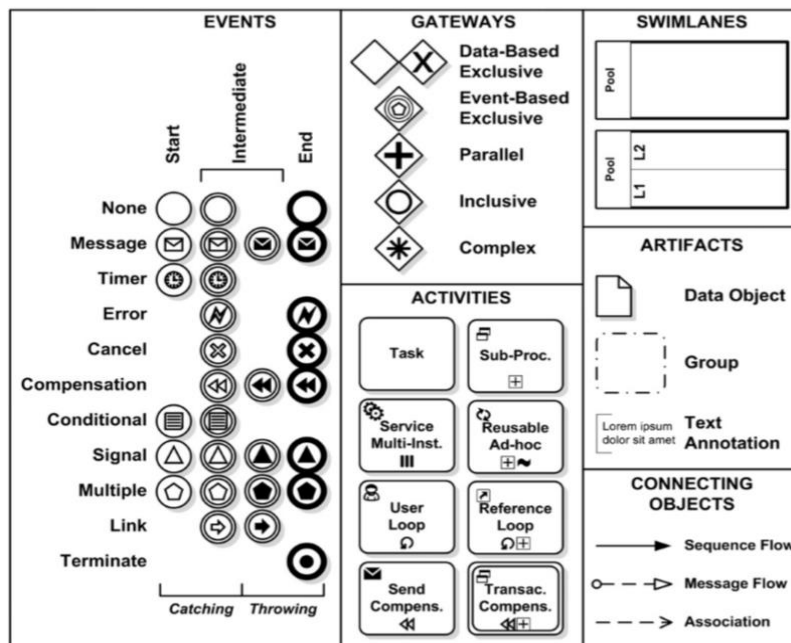 EVENTS
Start
Intermediate
End
None
Message
Timer
Error
Cancel
Compensation
Conditional
Signal
Multiple
Link
Terminate
Catching Throwing
GATEWAYS
Data-Based
Exclusive
Event-Based
Exclusive
Parallel
Inclusive
Complex
ACTIVITIES
Task
Sub-Proc.
Service
Multi-Inst.
Reusable
Ad-hoc
User
Loop
Reference
Loop
Send
Compens.
Transac.
Compens.
SWIMLANES
Pool
Pool
L2
L1
ARTIFACTS
Data Object
Group
Lorem ipsum
dolor sit amet
Text
Annotation
CONNECTING
OBJECTS
Sequence Flow
Message Flow
Association